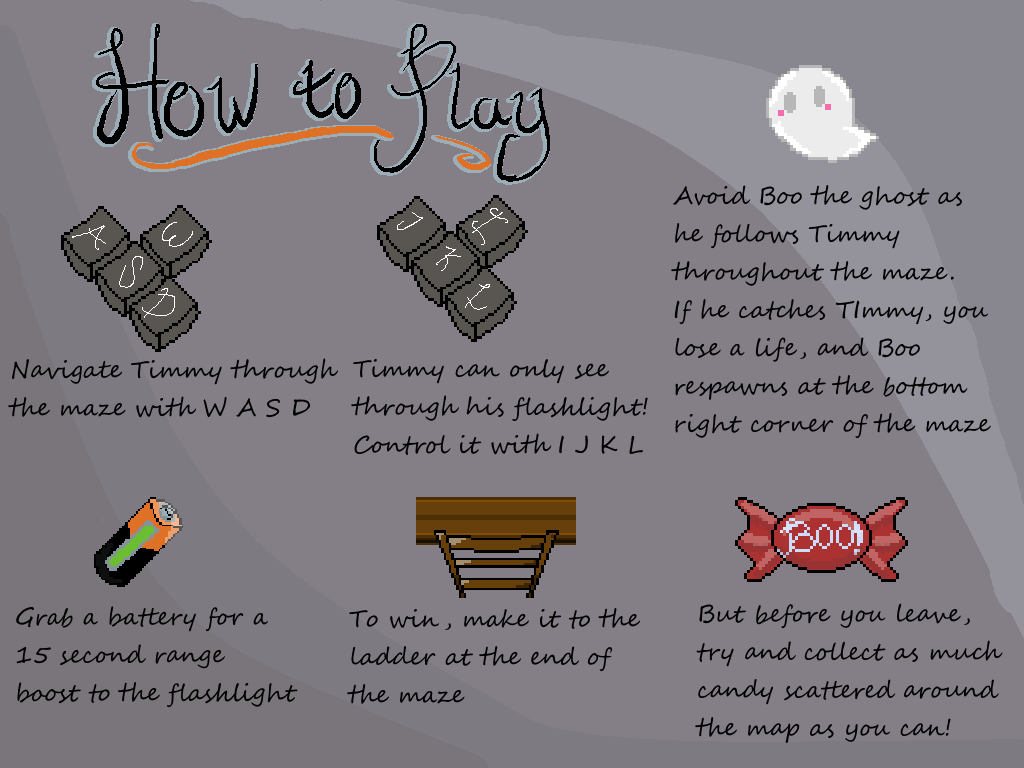 How to Play
A W
S
D
J I
K
L
Navigate Timmy through
the maze with W A S D
Timmy can only see
through his flashlight!
Control it with I J K L
Avoid Boo the ghost as
he follows Timmy
throughout the maze.
If he catches TImmy, you
lose a life, and Boo
respawns at the bottom
right corner of the maze
Grab a battery for a
15 second range
boost to the flashlight
To win, make it to the
ladder at the end of
the maze
BOO!
But before you leave,
try and collect as much
candy scattered around
the map as you can!